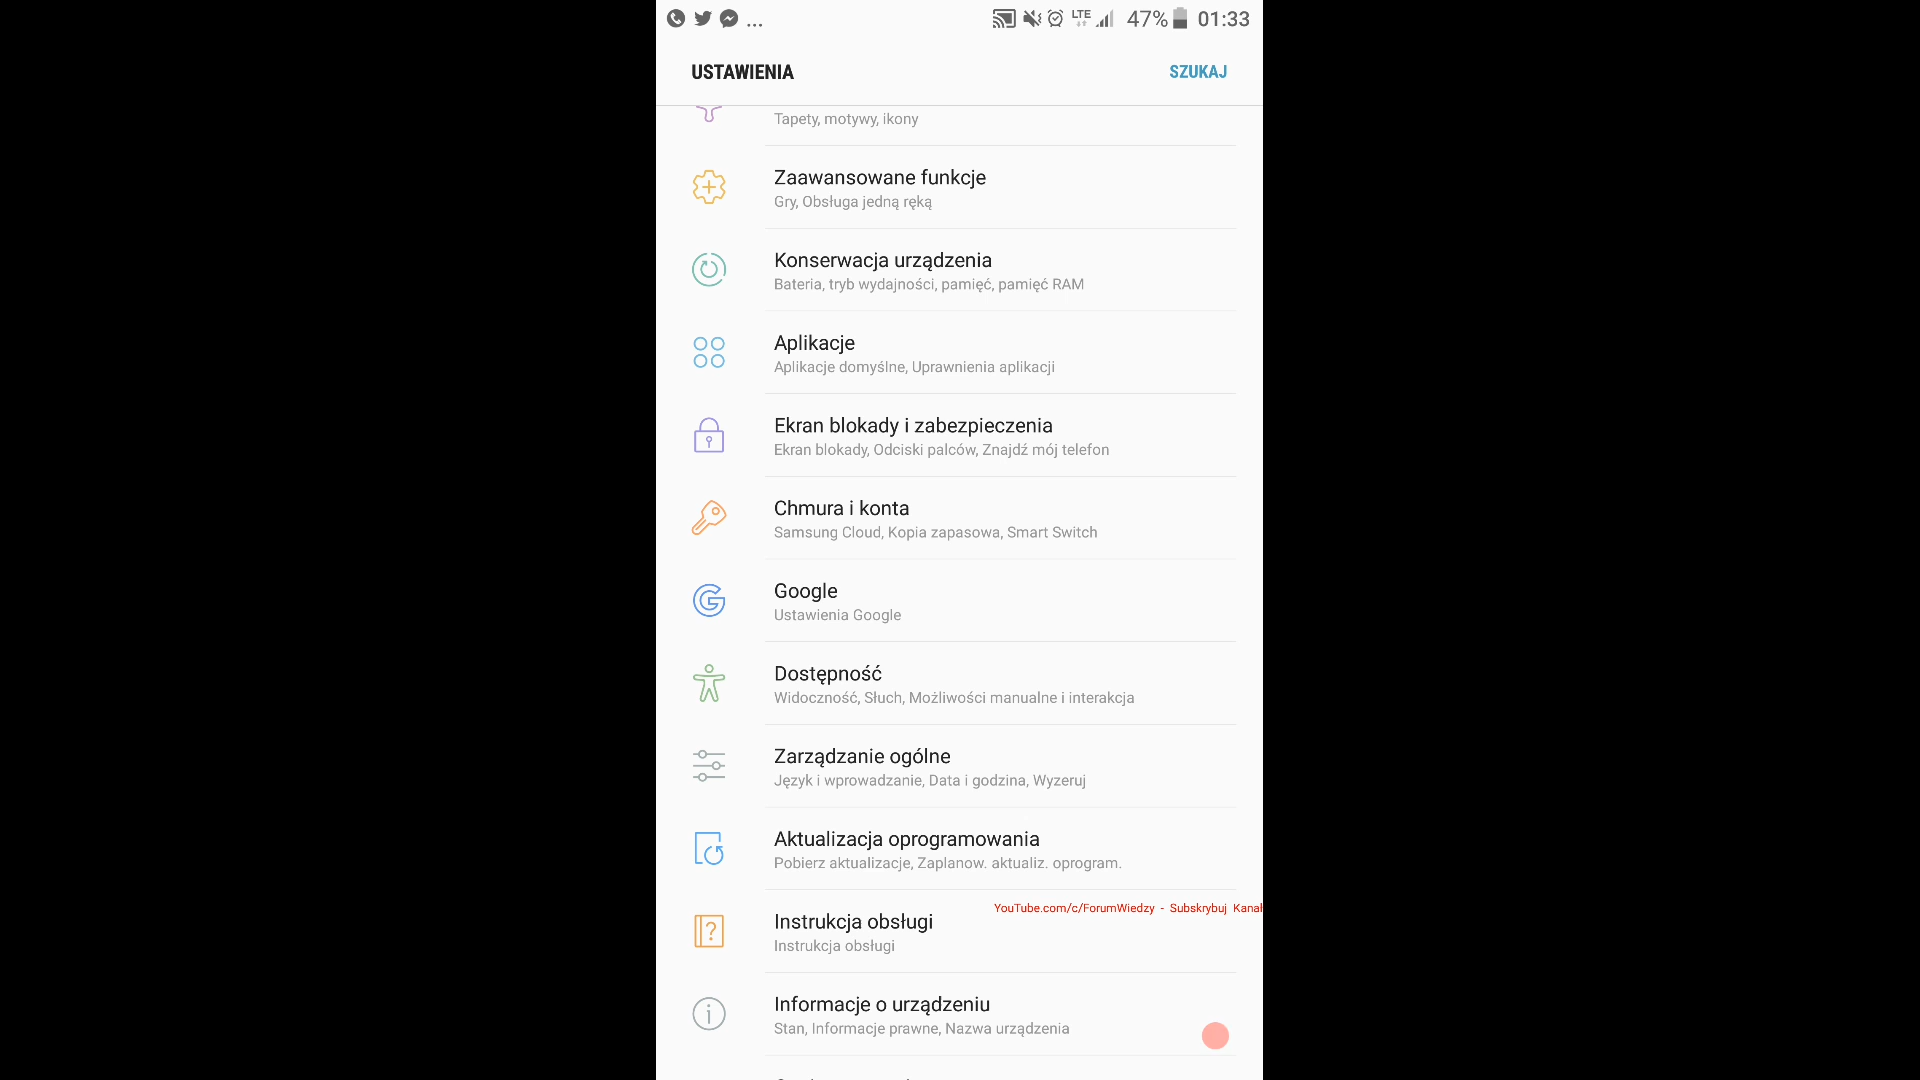 ... LTE 47% 01:33
USTAWIENIA SZUKAJ
Tapety, motywy, ikony
Zaawansowane funkcje
Gry, Obsługa jedną ręką
Konserwacja urządzenia
Bateria, tryb wydajności, pamięć, pamięć RAM
Aplikacje
Aplikacje domyślne, Uprawnienia aplikacji
Ekran blokady i zabezpieczenia
Ekran blokady, Odciski palców, Znajdź mój telefon
Chmura i konta
Samsung Cloud, Kopia zapasowa, Smart Switch
Google
Ustawienia Google
Dostępność
Widoczność, Słuch, Możliwości manualne i interakcja
Zarządzanie ogólne
Język i wprowadzanie, Data i godzina, Wyzeruj
Aktualizacja oprogramowania
Pobierz aktualizacje, Zaplanow. aktualiz. oprogram.
YouTube.com/c/ForumWiedzy - Subskrybuj Kanał
Instrukcja obsługi
Instrukcja obsługi
Informacje o urządzeniu
Stan, Informacje prawne, Nazwa urządzenia